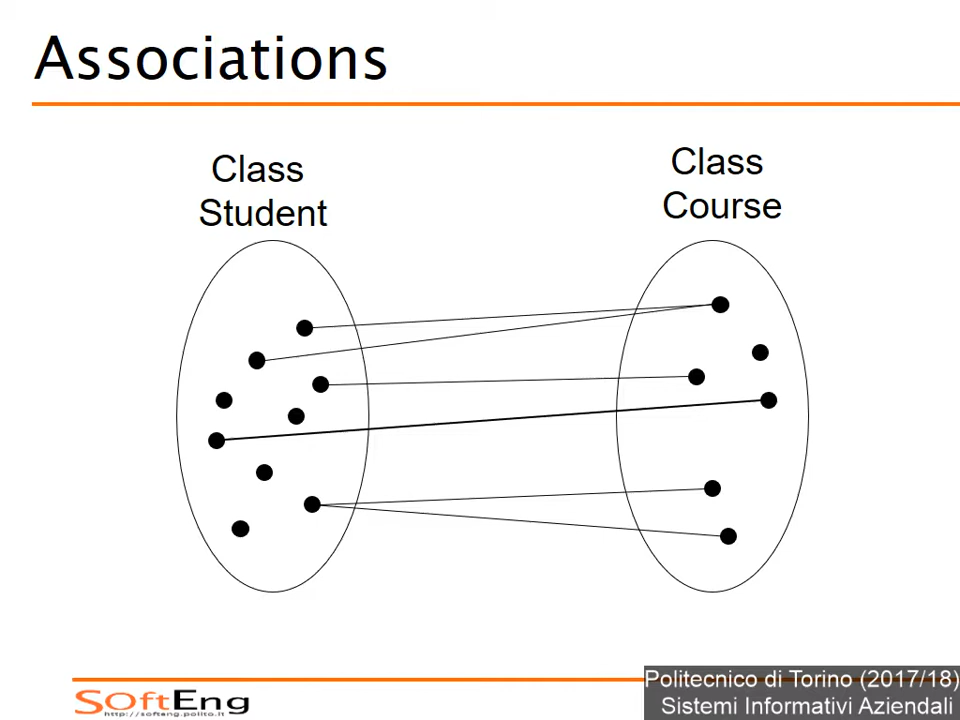 Associations
Class
Student
Class
Course
SOftEng
http://softeng.polito.it
Politecnico di Torino (2017/18)
Sistemi Informativi Aziendali